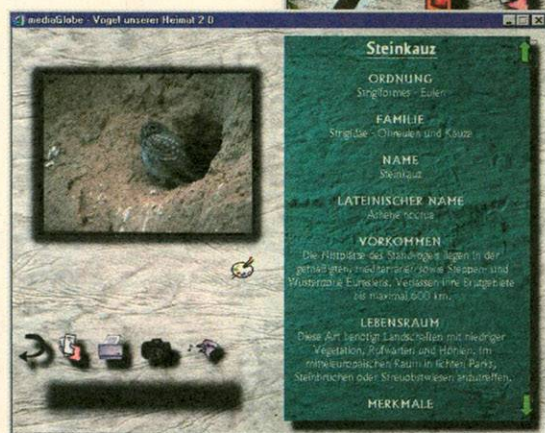 mediaGlobe - Vögel unserer Heimat 2.0
Steinkauz
ORDNUNG
Strigiformes - Eulen
FAMILIE
Strigidae - Ohreulen und Käuze
NAME
Steinkauz
LATEINISCHER NAME
Athene noctua
VORKOMMEN
Die Nistplätze des Standvogels liegen in der
gemäßigten, mediterranen sowie Steppen- und
Wüstenzone Eurasiens. Verlassen ihre Brutgebiete
bis maximal 600 km.
LEBENSRAUM
Diese Art benötigt Landschaften mit niedriger
Vegetation, Rufwarten und Höhlen. Im
mitteleuropäischen Raum in lichten Parks,
Steinbrüchen oder Streuobstwiesen anzutreffen.
MERKMALE